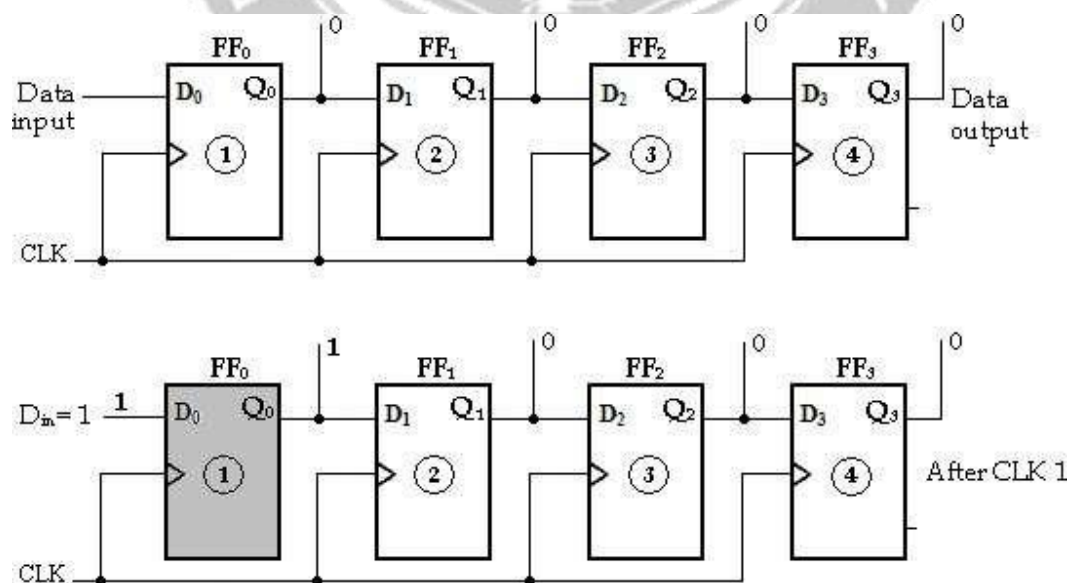 0 0 0 0
FF₀ FF₁ FF₂ FF₃
Data input D₀ Q₀ D₁ Q₁ D₂ Q₂ D₃ Q₃ Data output
1 2 3 4
CLK
1 0 0 0
FF₀ FF₁ FF₂ FF₃
Dᵢₙ= 1 1 D₀ Q₀ D₁ Q₁ D₂ Q₂ D₃ Q₃
1 2 3 4 After CLK 1
CLK